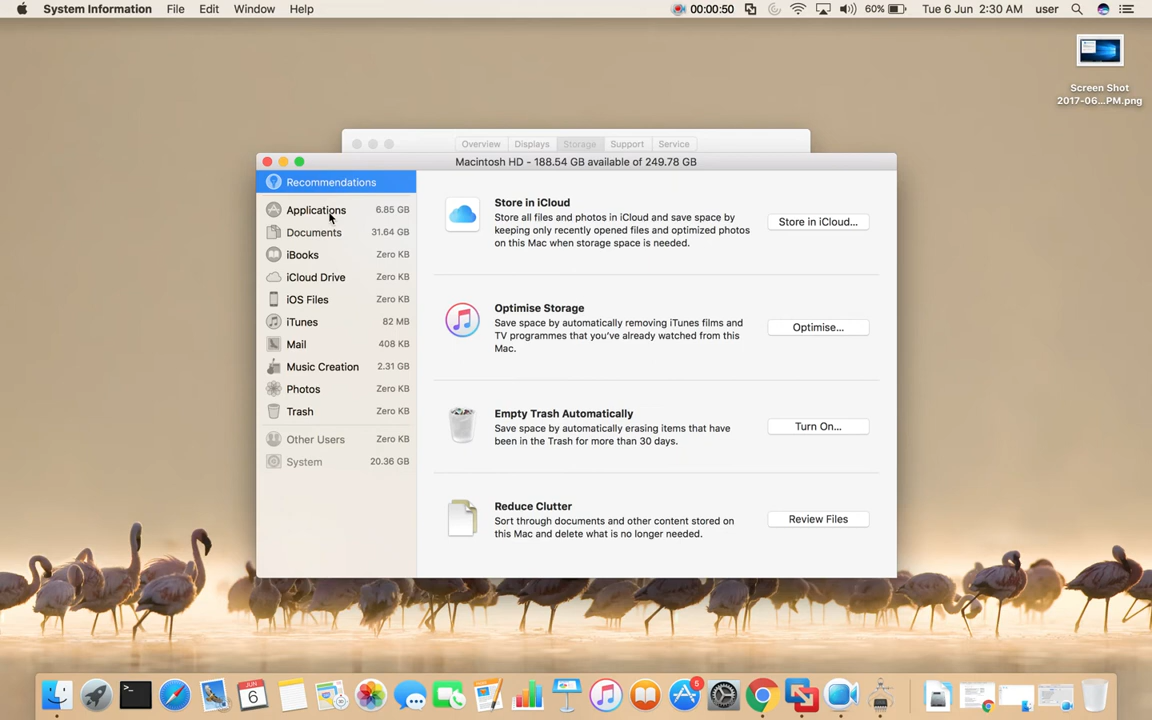 System Information File Edit Window Help 00:00:50 60% Tue 6 Jun 2:30 AM user
Screen Shot
2017-06...PM.png
Overview Displays Storage Support Service
Macintosh HD - 188.54 GB available of 249.78 GB
Recommendations
Applications 6.85 GB
Documents 31.64 GB
iBooks Zero KB
iCloud Drive Zero KB
iOS Files Zero KB
iTunes 82 MB
Mail 408 KB
Music Creation 2.31 GB
Photos Zero KB
Trash Zero KB
Other Users Zero KB
System 20.36 GB
Store in iCloud
Store all files and photos in iCloud and save space by
keeping only recently opened files and optimized photos
on this Mac when storage space is needed.
Store in iCloud...
Optimise Storage
Save space by automatically removing iTunes films and
TV programmes that you've already watched from this
Mac.
Optimise...
Empty Trash Automatically
Save space by automatically erasing items that have
been in the Trash for more than 30 days.
Turn On...
Reduce Clutter
Sort through documents and other content stored on
this Mac and delete what is no longer needed.
Review Files
6
5